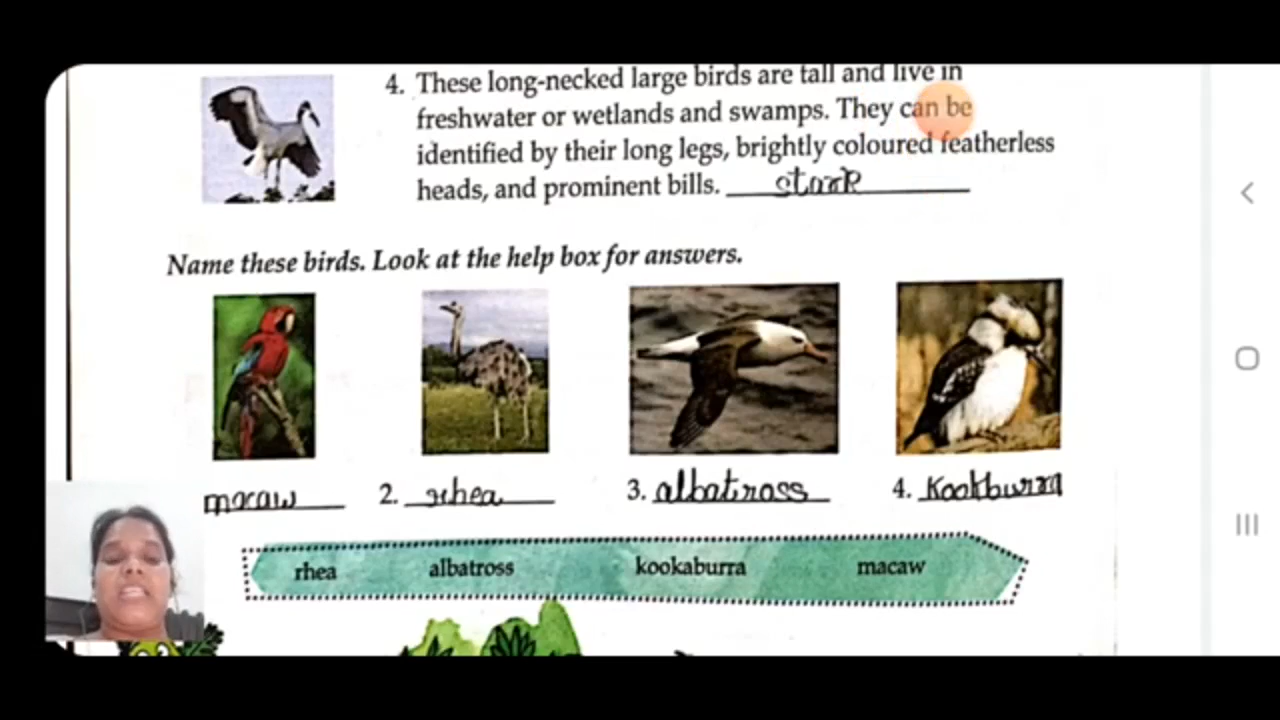 4. These long-necked large birds are tall and live in
freshwater or wetlands and swamps. They can be
identified by their long legs, brightly coloured featherless
heads, and prominent bills. stork
Name these birds. Look at the help box for answers.
macaw 2. rhea 3. albatross 4. Kookburra
rhea albatross kookaburra macaw